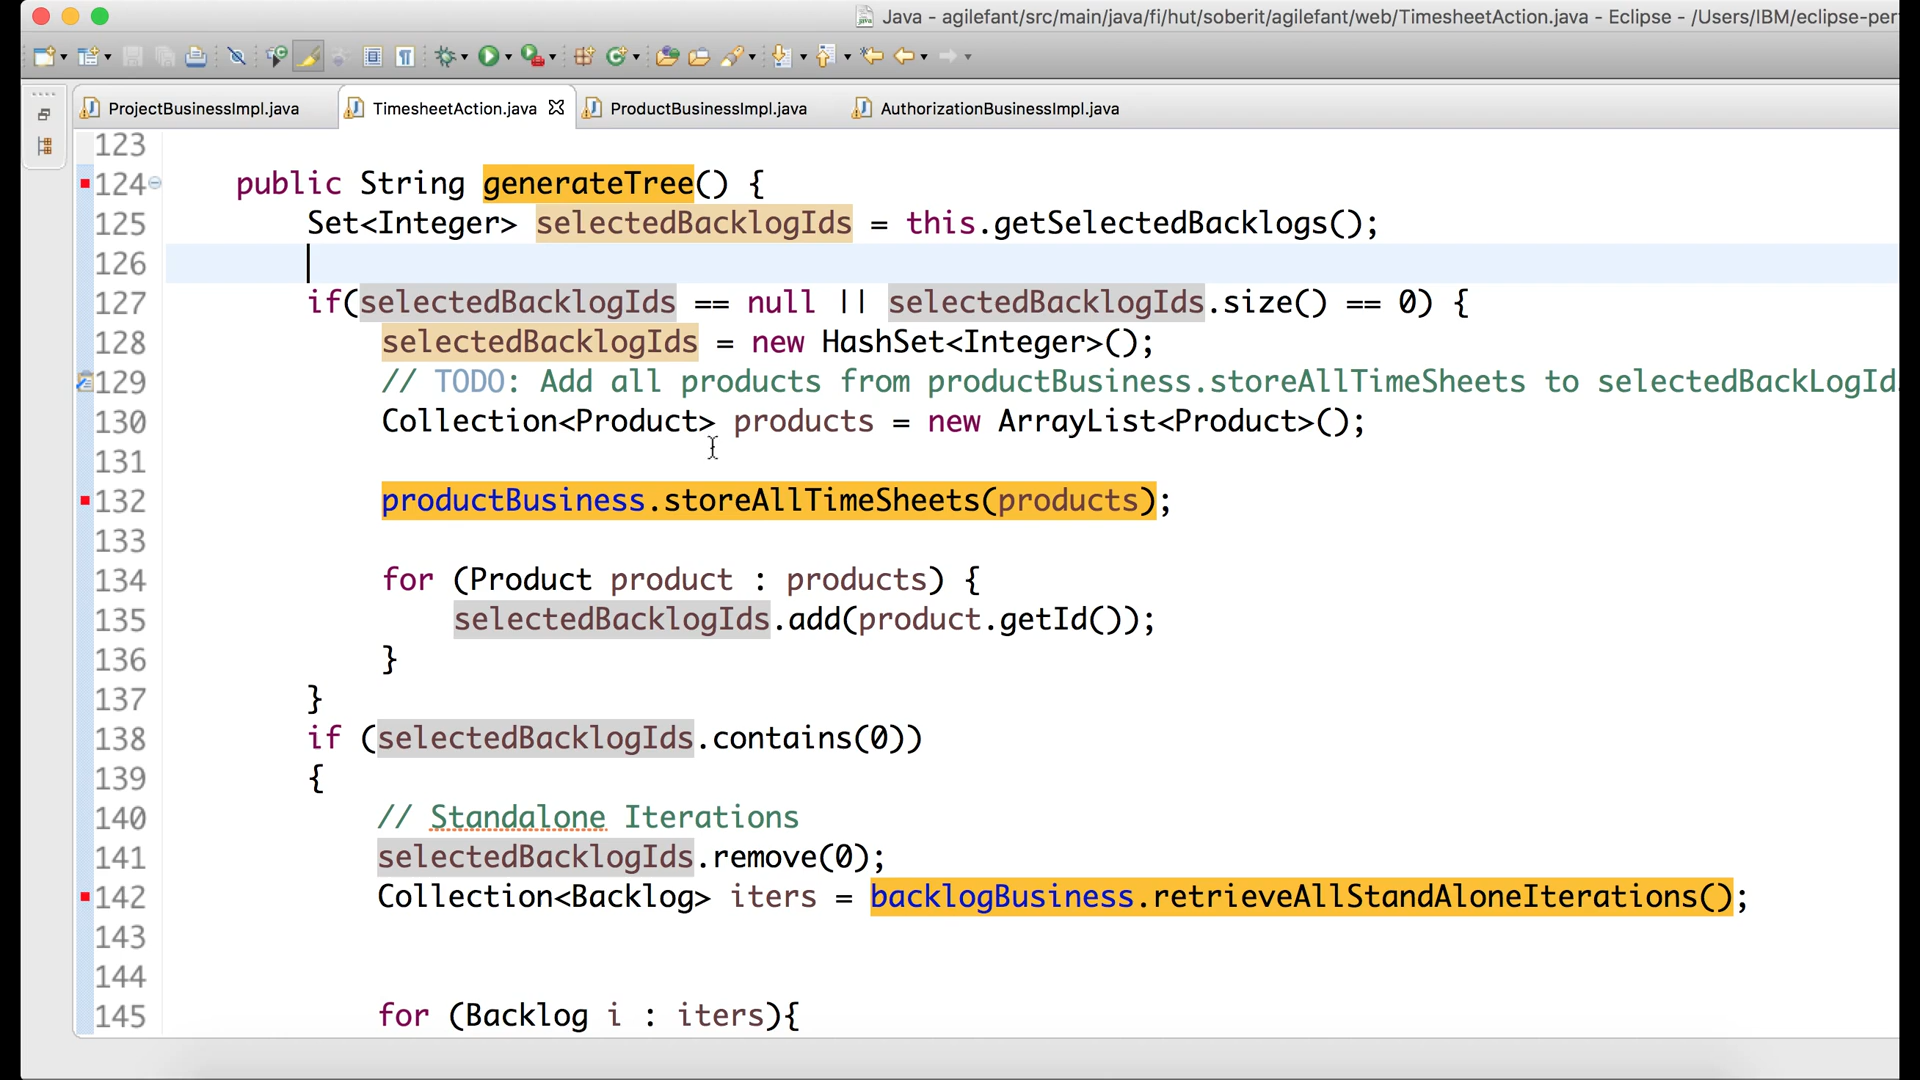 Java - agilefant/src/main/java/fi/hut/soberit/agilefant/web/TimesheetAction.java - Eclipse - /Users/IBM/eclipse-per
ProjectBusinessImpl.java TimesheetAction.java ProductBusinessImpl.java AuthorizationBusinessImpl.java
123
124 public String generateTree() {
125 Set<Integer> selectedBacklogIds = this.getSelectedBacklogs();
126
127 if(selectedBacklogIds == null || selectedBacklogIds.size() == 0) {
128 selectedBacklogIds = new HashSet<Integer>();
129 // TODO: Add all products from productBusiness.storeAllTimeSheets to selectedBackLogId
130 Collection<Product> products = new ArrayList<Product>();
131
132 productBusiness.storeAllTimeSheets(products);
133
134 for (Product product : products) {
135 selectedBacklogIds.add(product.getId());
136 }
137 }
138 if (selectedBacklogIds.contains(0))
139 {
140 // Standalone Iterations
141 selectedBacklogIds.remove(0);
142 Collection<Backlog> iters = backlogBusiness.retrieveAllStandAloneIterations();
143
144
145 for (Backlog i : iters){